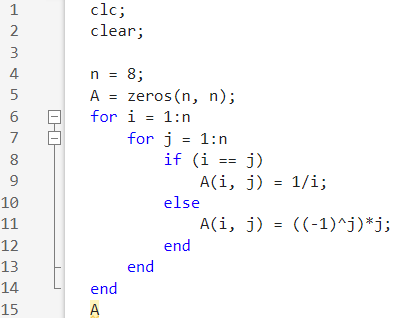 1 clc;
2 clear;
3
4 n = 8;
5 A = zeros(n, n);
6 for i = 1:n
7 for j = 1:n
8 if (i == j)
9 A(i, j) = 1/i;
10 else
11 A(i, j) = ((-1)^j)*j;
12 end
13 end
14 end
15 A